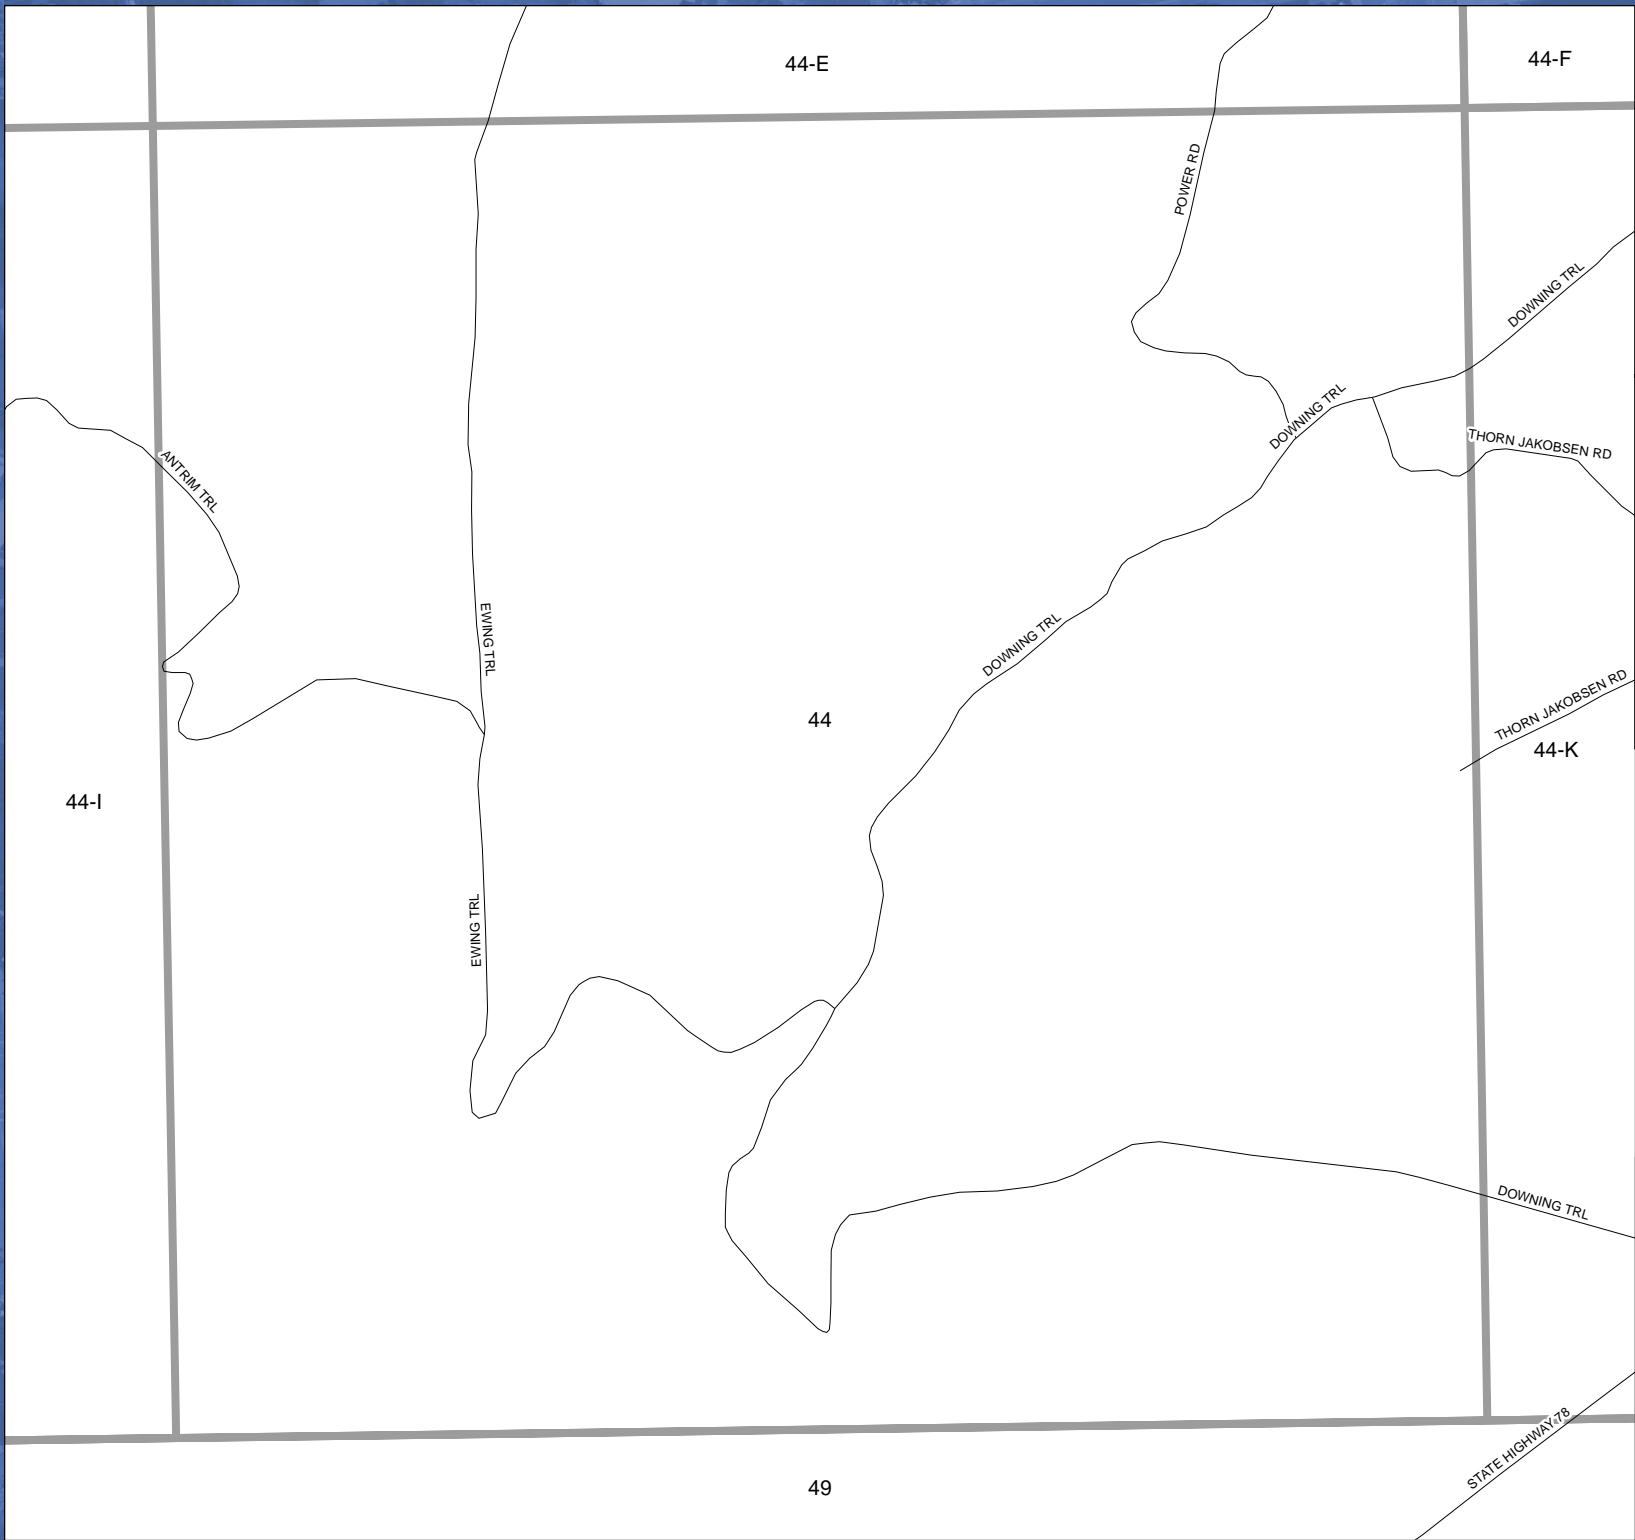 44-E
44-F
POWER RD
DOWNING TRL
DOWNING TRL
THORN JAKOBSEN RD
ANTRIM TRL
EWING TRL
DOWNING TRL
THORN JAKOBSEN RD
44
44-K
44-I
EWING TRL
DOWNING TRL
STATE HIGHWAY 78
49